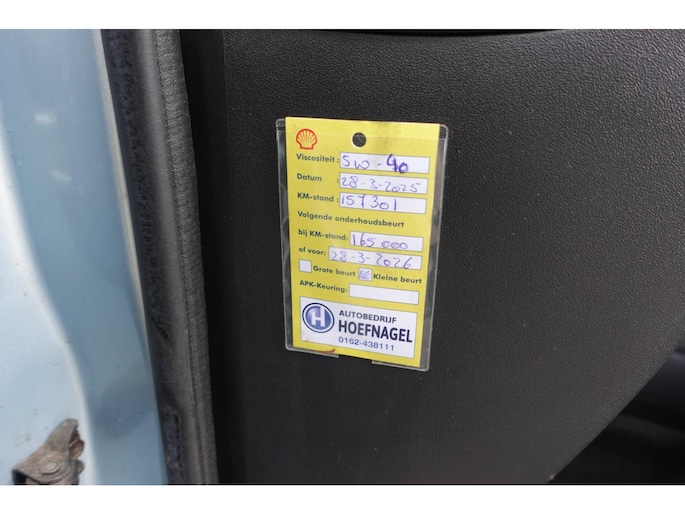 Viscositeit : 5W-40
Datum : 28-3-2025
KM-stand : 157301
Volgende onderhoudsbeurt
bij KM-stand: 165 000
of voor: 28-3-2026
Grote beurt Kleine beurt
APK-Keuring:
H AUTOBEDRIJF
HOEFNAGEL
0162-438111